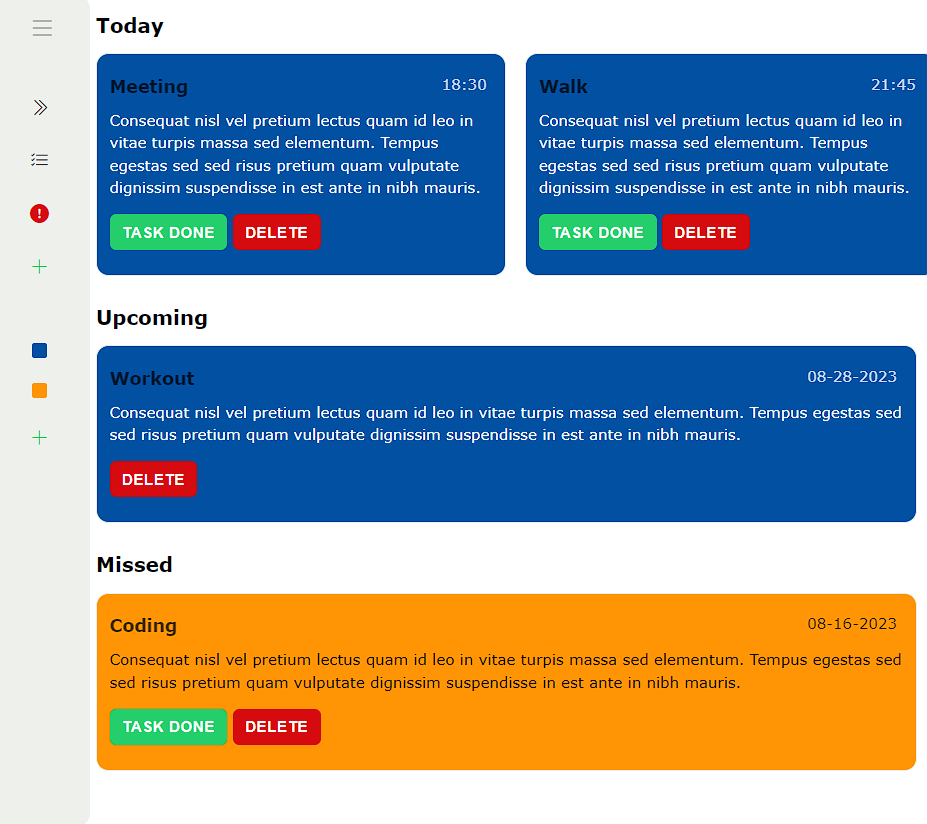 Today
Meeting 18:30
Consequat nisl vel pretium lectus quam id leo in
vitae turpis massa sed elementum. Tempus
egestas sed sed risus pretium quam vulputate
dignissim suspendisse in est ante in nibh mauris.
TASK DONE DELETE
Walk 21:45
Consequat nisl vel pretium lectus quam id leo in
vitae turpis massa sed elementum. Tempus
egestas sed sed risus pretium quam vulputate
dignissim suspendisse in est ante in nibh mauris.
TASK DONE DELETE
Upcoming
Workout 08-28-2023
Consequat nisl vel pretium lectus quam id leo in vitae turpis massa sed elementum. Tempus egestas sed
sed risus pretium quam vulputate dignissim suspendisse in est ante in nibh mauris.
DELETE
Missed
Coding 08-16-2023
Consequat nisl vel pretium lectus quam id leo in vitae turpis massa sed elementum. Tempus egestas sed
sed risus pretium quam vulputate dignissim suspendisse in est ante in nibh mauris.
TASK DONE DELETE